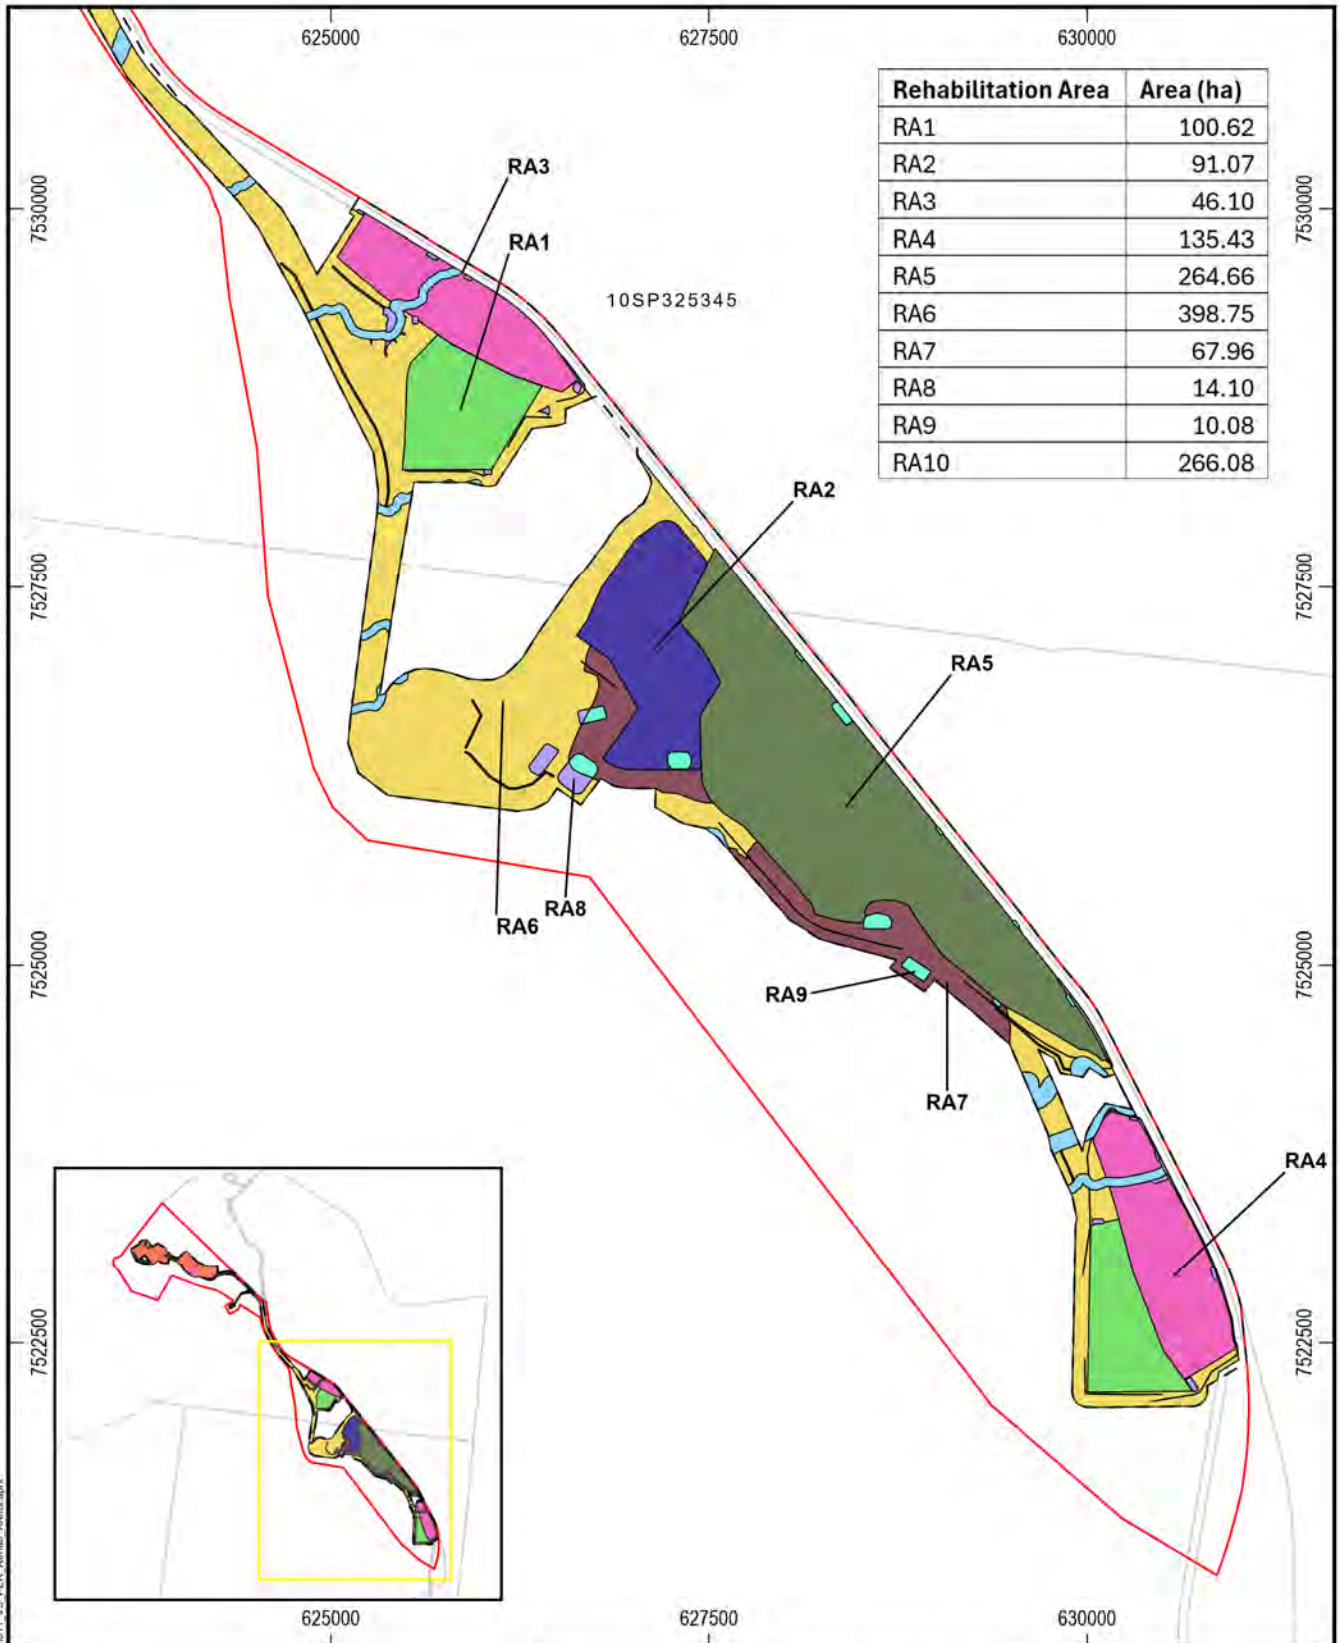 625000 627500 630000
Rehabilitation Area Area (ha)
RA1 100.62
RA2 91.07
RA3 46.10
RA4 135.43
RA5 264.66
RA6 398.75
RA7 67.96
RA8 14.10
RA9 10.08
RA10 266.08
RA3
7530000 7530000
RA1
10SP325345
RA2
7527500 7527500
RA5
RA8
RA6
7525000 7525000
RA9
RA7
RA4
7522500 7522500
625000 627500 630000